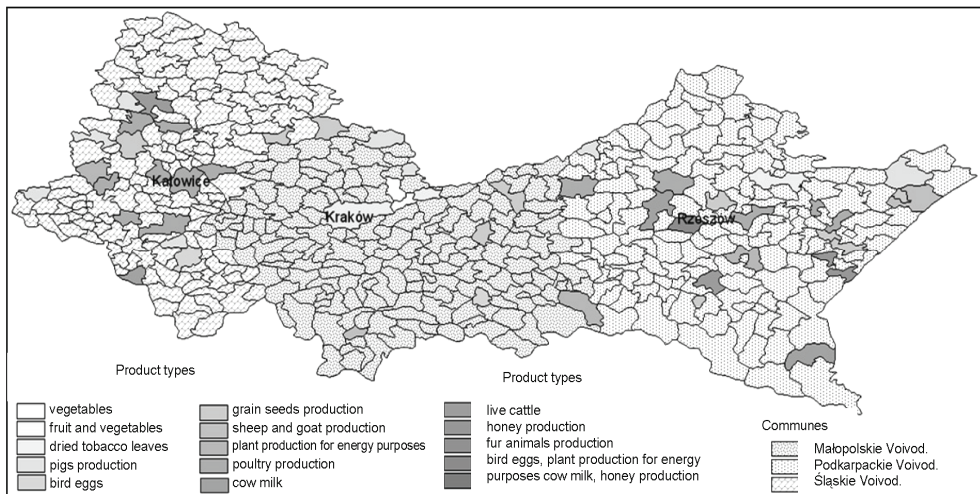 Katowice
Kraków
Rzeszów
Product types
vegetables
fruit and vegetables
dried tobacco leaves
pigs production
bird eggs
grain seeds production
sheep and goat production
plant production for energy purposes
poultry production
cow milk
Product types
live cattle
honey production
fur animals production
bird eggs, plant production for energy
purposes cow milk, honey production
Communes
Małopolskie Voivod.
Podkarpackie Voivod.
Śląskie Voivod.